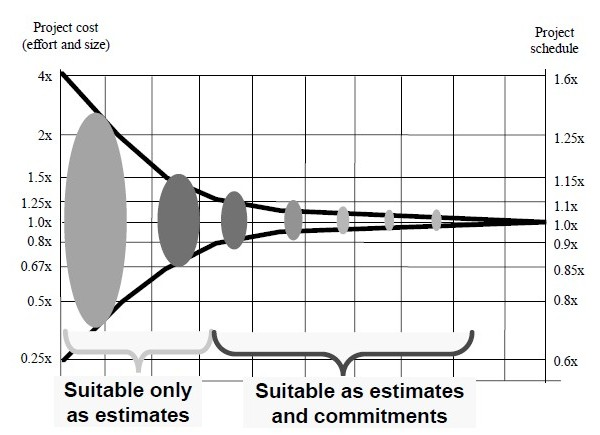 Project cost
(effort and size)
Project
schedule
4x
1.6x
2x
1.25x
1.5x
1.15x
1.25x
1.1x
1.0x
1.0x
0.8x
0.9x
0.67x
0.85x
0.5x
0.8x
0.25x
0.6x
Suitable only
as estimates
Suitable as estimates
and commitments